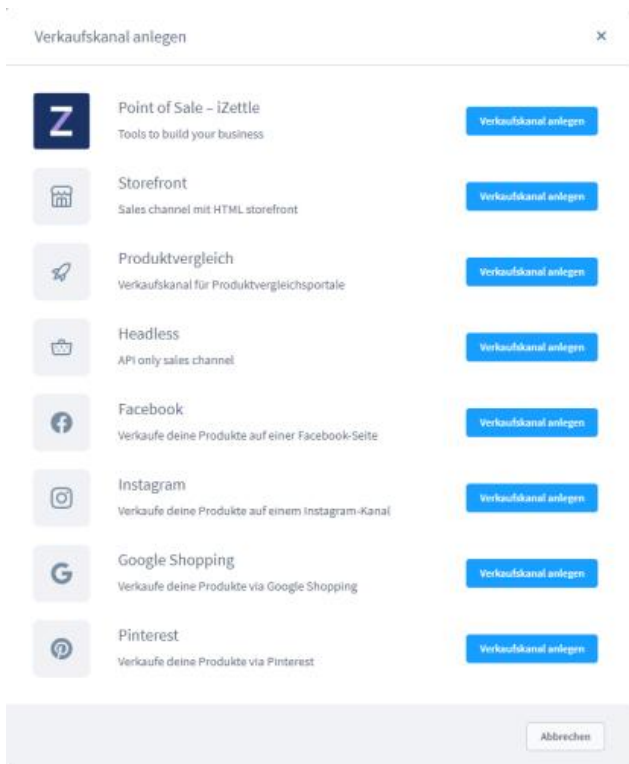 Verkaufskanal anlegen
Z
Point of Sale – iZettle
Tools to build your business
Verkaufskanal anlegen
Storefront
Sales channel mit HTML storefront
Verkaufskanal anlegen
Produktvergleich
Verkaufskanal für Produktvergleichsportale
Verkaufskanal anlegen
Headless
API only sales channel
Verkaufskanal anlegen
Facebook
Verkaufe deine Produkte auf einer Facebook-Seite
Verkaufskanal anlegen
Instagram
Verkaufe deine Produkte auf einem Instagram-Kanal
Verkaufskanal anlegen
Google Shopping
Verkaufe deine Produkte via Google Shopping
Verkaufskanal anlegen
Pinterest
Verkaufe deine Produkte via Pinterest
Verkaufskanal anlegen
Abbrechen